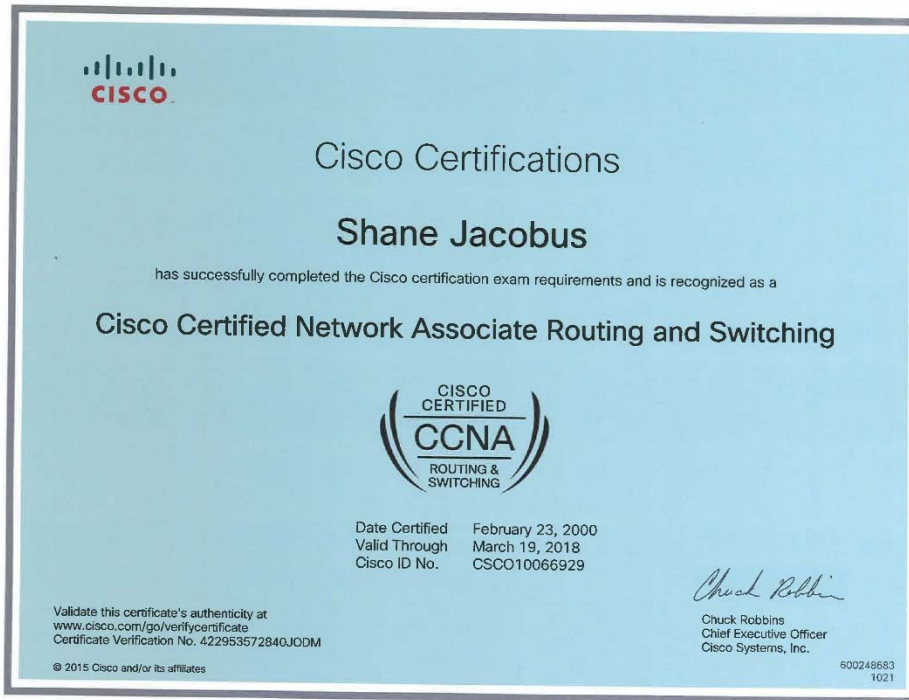 CISCO
Cisco Certifications
Shane Jacobus
has successfully completed the Cisco certification exam requirements and is recognized as a
Cisco Certified Network Associate Routing and Switching
CISCO
CERTIFIED
CCNA
ROUTING &
SWITCHING
Date Certified February 23, 2000
Valid Through March 19, 2018
Cisco ID No. CSCO10066929
Chuck Robbins
Validate this certificate's authenticity at
www.cisco.com/go/verifycertificate
Certificate Verification No. 422953572840JODM
Chuck Robbins
Chief Executive Officer
Cisco Systems, Inc.
© 2015 Cisco and/or its affiliates
600248683
1021